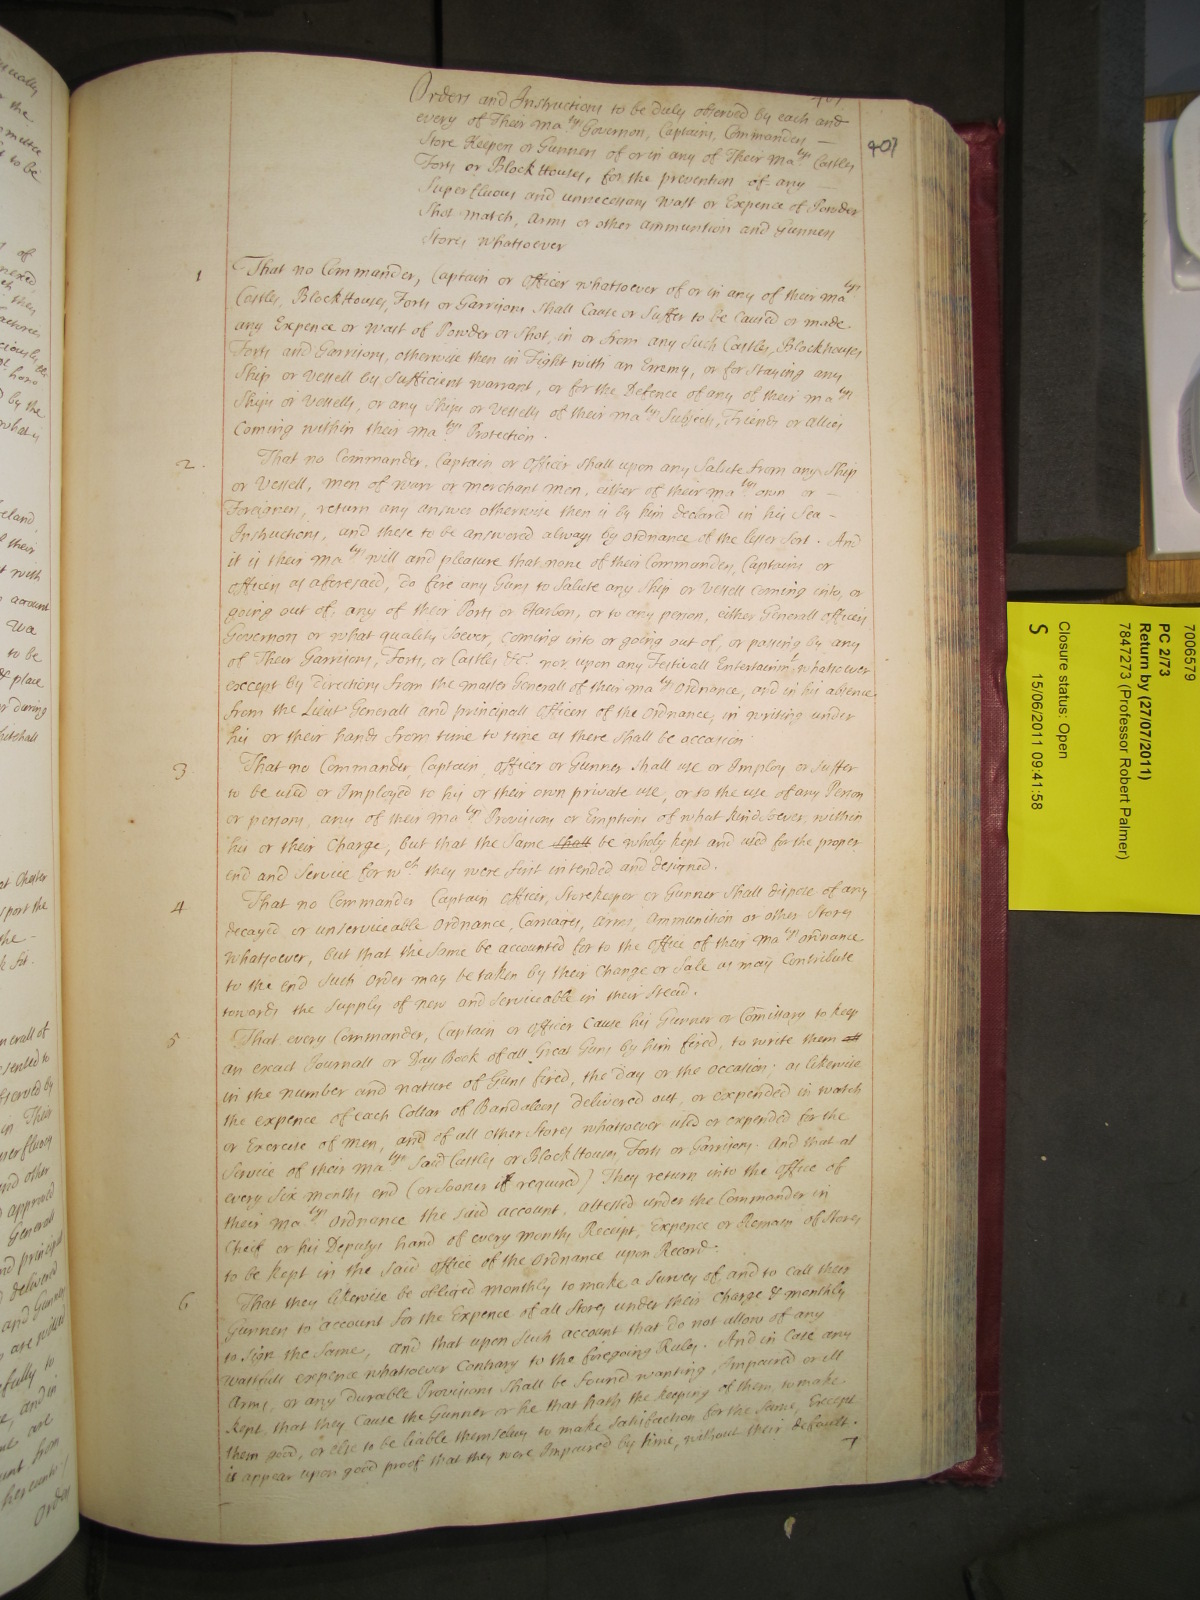 407
407
Orders and Instructions to be Duly observed by each and
every of Their Ma.tys Governors, Captains, Commanders —
Store Keepers or Gunners of or in any of Their Ma.tys Castles
Forts or BlockHouses, for the prevention of any —
Superfluous and unnecessary Wast or Expence of Powder
Shot Match, Arms or other Ammunition and Gunners
Stores whatsoever
1
That no Commander, Captain or Officer whatsoever of or in any of their Ma.tys
Castles, BlockHouses, Forts or Garrisons Shall Cause or Suffer to be Caused or made
any Expence or Wast of Powder or Shot, in or from any such Castles, Blockhouses
Forts and Garrisons, otherwise then in Fight with an Enemy, or for Staying any
Ship or Vessell by Sufficient warrant, or for the Defence of any of their Ma.tys
Ships or Vessells, or any Ships or Vessells of their Ma.tys Subjects, Friends or Allies
Coming within their Ma.tys Protection.
2.
That no Commander, Captain or Officer shall upon any Salute from any Ship
or Vessell, men of warr or merchant men, either of their Ma.tys own or —
Foreigners, return any answer otherwise then is by him declared in his Sea -
Instructions, and these to be answered always by Ordnance of the lesser sort. And
it is their Ma.tys will and pleasure that none of their Commanders, Captains or
Officers as aforesaid, Do fire any Guns to Salute any Ship or Vessell coming into, or
going out of, any of their Ports or Harbors, or to any person, either Generall Officers
Governors or what quality soever, coming into or going out of, or passing by any
of Their Garrisons, Forts, or Castles &c. nor upon any Festivall Entertainmt. whatsoever
except by Directions from the Master Generall of their Ma.tys Ordnance, and in his absence
from the Lieut Generall and principall Officers of the Ordnance, in writing under
his or their hands from time to time as there shall be occasion
3
That no Commander, Captain, Officer or Gunner Shall use or Imploy or Suffer
to be used or Imployed to his or their own private use, or to the use of any Person
or persons, any of their Ma.tys Provisions or Emptions of what kind soever, within
his or their Charge, but that the Same shall be wholy kept and used for the proper
end and Service for wch. they were first intended and designed.
4
That no Commander Captain Officer, Storekeeper or Gunner Shall dispose of any
decayed or unserviceable Ordnance, Carriages, Arms, Ammunition or other Stores
whatsoever, but that the same be accounted for to the Office of their Ma.tys Ordnance
to the end Such Order may be taken by their Change or Sale as may Contribute
towards the Supply of new and Serviceable in their Stead.
5
That every Commander, Captain or Officer Cause his Gunner or Comissary to keep
an exact Journall or Day Book of all Great Guns by him fired, to write them
in the number and nature of Guns fired, the day or the occasion; as likewise
the expence of each Collar of Bandaleers Delivered out, or expended in watch
or Exercise of men, and of all other Stores whatsoever used or expended for the
Service of their Ma.tys Said Castles or BlockHouses Forts or Garrisons. And that at
every Six months end (or sooner if required) They return into the Office of
their Ma.tys Ordnance the said account, attested under the Commander in
Cheif or his Deputys hand of every months Receipt, Expence or Remain of Stores
to be kept in the said Office of the Ordnance upon Record.
6
That they likewise be obliged monthly to make a Survey of, and to call their
Gunners to account for the Expence of all Stores under their Charge & monthly
to sign the same, and that upon such account that do not allow of any
wastfull expence whatsoever Contrary to the foregoing Rules. And in Case any
Arms, or any durable Provisions Shall be found wanting, Impaired or ill
kept, that they Cause the Gunner or he that hath the keeping of them, to make
them good, or else to be liable themselves to make satisfaction for the same, Except
it appear upon good proof that they were Impaired by time, without their default.
7
7006579
PC 2/73
Return by (27/07/2011)
7847273 (Professor Robert Palmer)
Closure status: Open
S 15/06/2011 09:41:58